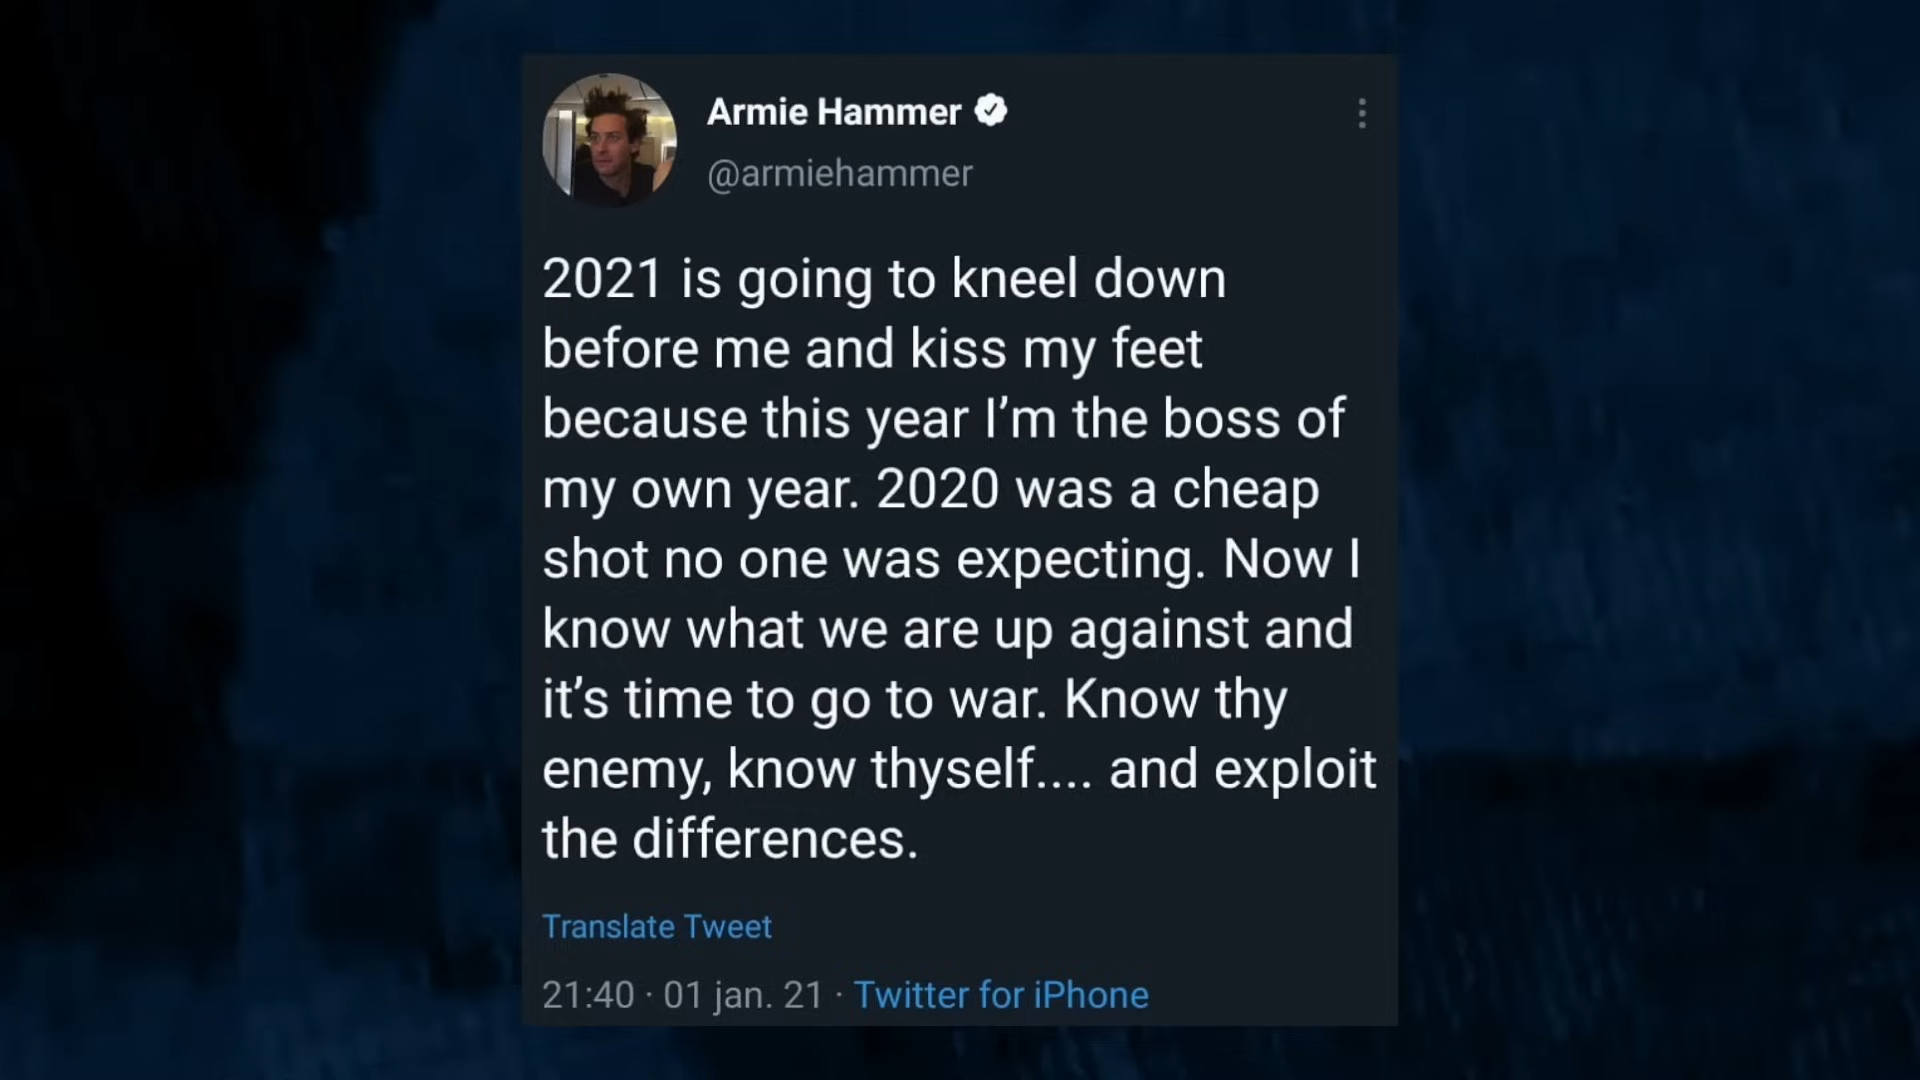 Armie Hammer
@armiehammer
2021 is going to kneel down
before me and kiss my feet
because this year I’m the boss of
my own year. 2020 was a cheap
shot no one was expecting. Now I
know what we are up against and
it’s time to go to war. Know thy
enemy, know thyself.... and exploit
the differences.
Translate Tweet
21:40 · 01 jan. 21 · Twitter for iPhone